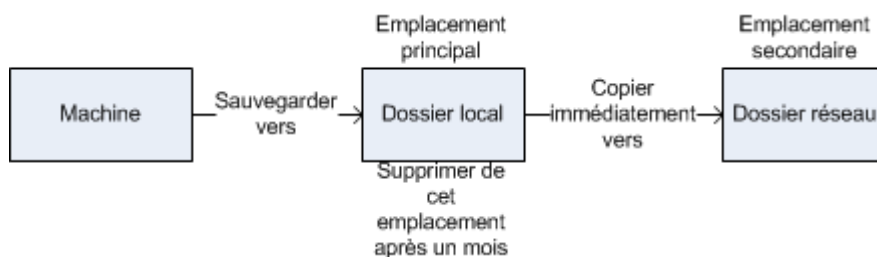 Emplacement
principal
Emplacement
secondaire
Machine
Sauvegarder
vers
Dossier local
Copier
immédiatement
vers
Dossier réseau
Supprimer de
cet
emplacement
après un mois